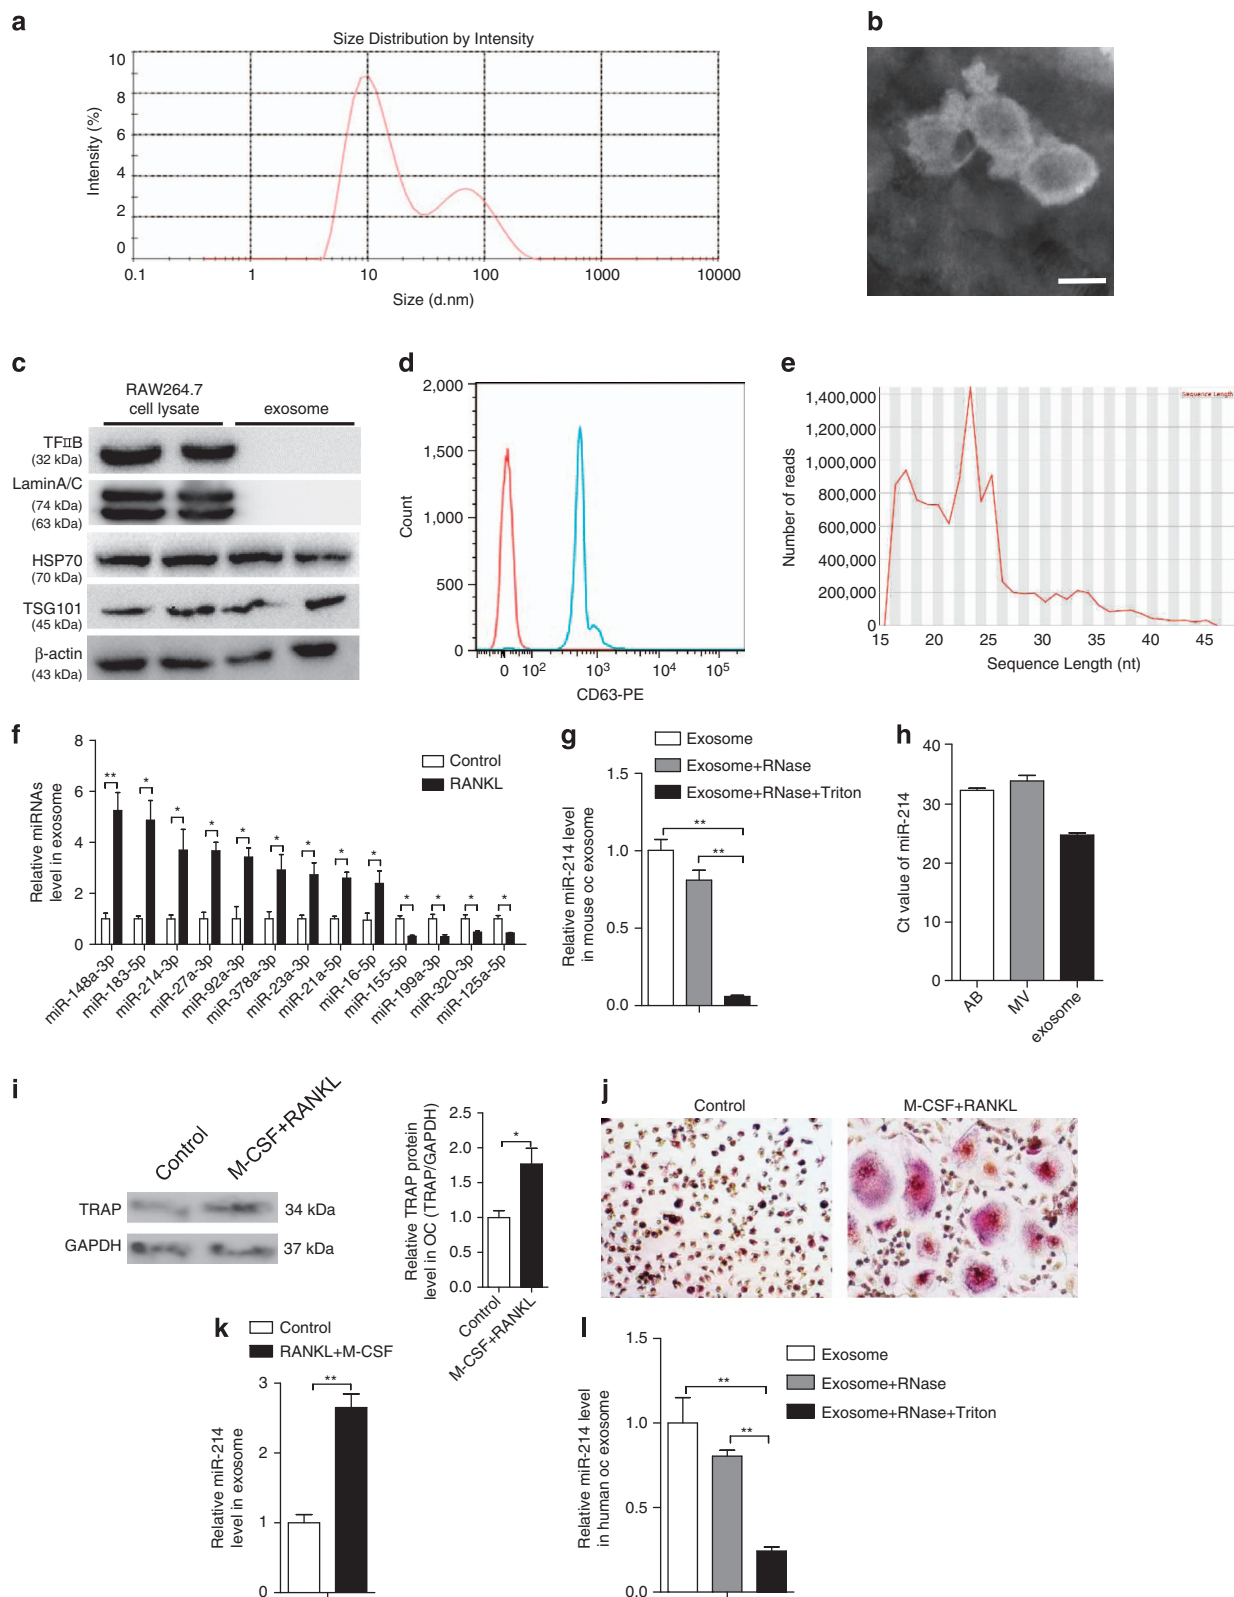 a
Size Distribution by Intensity
10
8
6
4
2
0
Intensity (%)
0.1
1
10
100
1000
10000
Size (d.nm)
b
c
RAW264.7
cell lysate
exosome
TFIIB
(32 kDa)
LaminA/C
(74 kDa)
(63 kDa)
HSP70
(70 kDa)
TSG101
(45 kDa)
β-actin
(43 kDa)
d
2,000
1,500
1,000
500
0
Count
0
10²
10³
10⁴
10⁵
CD63-PE
e
1,400,000
1,200,000
1,000,000
800,000
600,000
400,000
200,000
0
Number of reads
Sequence Length
15
20
25
30
35
40
45
Sequence Length (nt)
f
8
6
4
2
0
Relative miRNAs
level in exosome
Control
RANKL
**
*
*
*
*
*
*
*
*
*
*
*
*
miR-148a-3p
miR-183-5p
miR-214-3p
miR-27a-3p
miR-92a-3p
miR-378a-3p
miR-23a-3p
miR-21a-5p
miR-16-5p
miR-155-5p
miR-199a-3p
miR-320-3p
miR-125a-5p
g
Exosome
Exosome+RNase
Exosome+RNase+Triton
1.5
1.0
0.5
0.0
Relative miR-214 level
in mouse oc exosome
**
**
h
40
30
20
10
0
Ct value of miR-214
AB
MV
exosome
i
Control
M-CSF+RANKL
TRAP
34 kDa
GAPDH
37 kDa
2.5
2.0
1.5
1.0
0.5
0.0
Relative TRAP protein
level in OC (TRAP/GAPDH)
*
Control
M-CSF+RANKL
j
Control
M-CSF+RANKL
k
Control
RANKL+M-CSF
3
2
1
0
Relative miR-214
level in exosome
**
l
1.5
1.0
0.5
0.0
Relative miR-214 level
in human oc exosome
**
**
Exosome
Exosome+RNase
Exosome+RNase+Triton